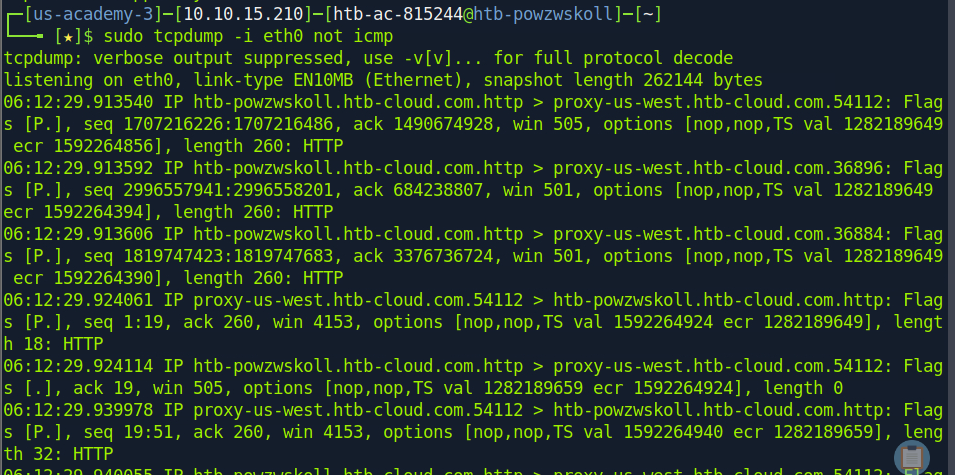 ┌─[us-academy-3]─[10.10.15.210]─[htb-ac-815244@htb-powzwskoll]─[~]
└──╼ [★]$ sudo tcpdump -i eth0 not icmp
tcpdump: verbose output suppressed, use -v[v]... for full protocol decode
listening on eth0, link-type EN10MB (Ethernet), snapshot length 262144 bytes
06:12:29.913540 IP htb-powzwskoll.htb-cloud.com.http > proxy-us-west.htb-cloud.com.54112: Flag
s [P.], seq 1707216226:1707216486, ack 1490674928, win 505, options [nop,nop,TS val 1282189649
 ecr 1592264856], length 260: HTTP
06:12:29.913592 IP htb-powzwskoll.htb-cloud.com.http > proxy-us-west.htb-cloud.com.36896: Flag
s [P.], seq 2996557941:2996558201, ack 684238807, win 501, options [nop,nop,TS val 1282189649
ecr 1592264394], length 260: HTTP
06:12:29.913606 IP htb-powzwskoll.htb-cloud.com.http > proxy-us-west.htb-cloud.com.36884: Flag
s [P.], seq 1819747423:1819747683, ack 3376736724, win 501, options [nop,nop,TS val 1282189649
 ecr 1592264390], length 260: HTTP
06:12:29.924061 IP proxy-us-west.htb-cloud.com.54112 > htb-powzwskoll.htb-cloud.com.http: Flag
s [P.], seq 1:19, ack 260, win 4153, options [nop,nop,TS val 1592264924 ecr 1282189649], lengt
h 18: HTTP
06:12:29.924114 IP htb-powzwskoll.htb-cloud.com.http > proxy-us-west.htb-cloud.com.54112: Flag
s [.], ack 19, win 505, options [nop,nop,TS val 1282189659 ecr 1592264924], length 0
06:12:29.939978 IP proxy-us-west.htb-cloud.com.54112 > htb-powzwskoll.htb-cloud.com.http: Flag
s [P.], seq 19:51, ack 260, win 4153, options [nop,nop,TS val 1592264940 ecr 1282189659], leng
th 32: HTTP
06:12:29.940055 IP htb-powzwskoll.htb-cloud.com.http > proxy-us-west.htb-cloud.com.54112: Flag